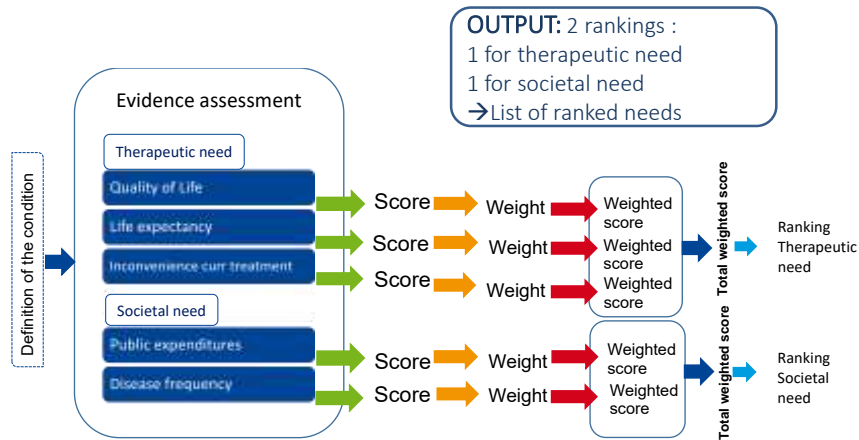 OUTPUT: 2 rankings :
1 for therapeutic need
1 for societal need
→List of ranked needs
Evidence assessment
Definition of the condition
Therapeutic need
Quality of Life
Score
Weight
Weighted
score
Life expectancy
Score
Weight
Weighted
score
Inconvenience curr treatment
Score
Weight
Weighted
score
Total weighted score
Ranking
Therapeutic
need
Societal need
Public expenditures
Score
Weight
Weighted
score
Disease frequency
Score
Weight
Weighted
score
Total weighted score
Ranking
Societal
need